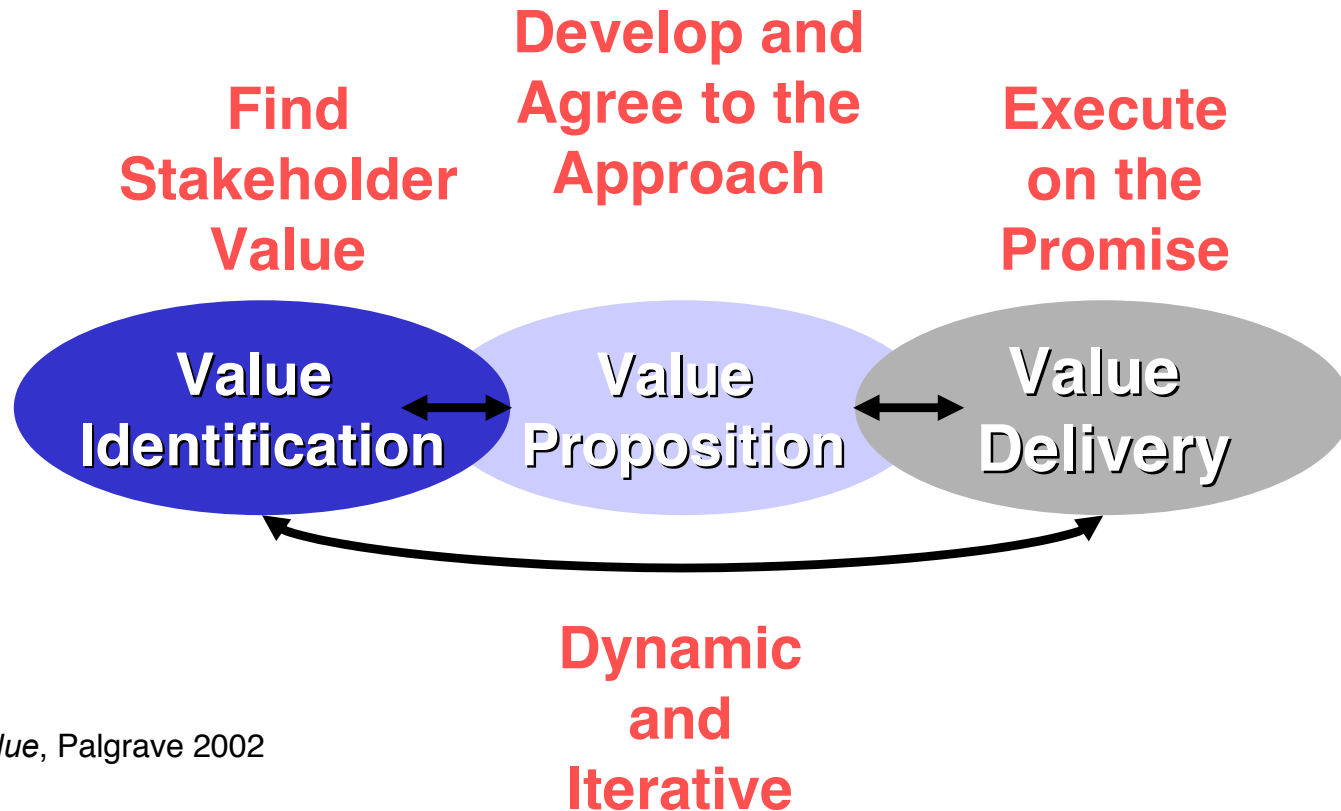 Find
Stakeholder
Value
Develop and
Agree to the
Approach
Execute
on the
Promise
Value
Identification
Value
Proposition
Value
Delivery
Dynamic
and
Iterative
lue, Palgrave 2002